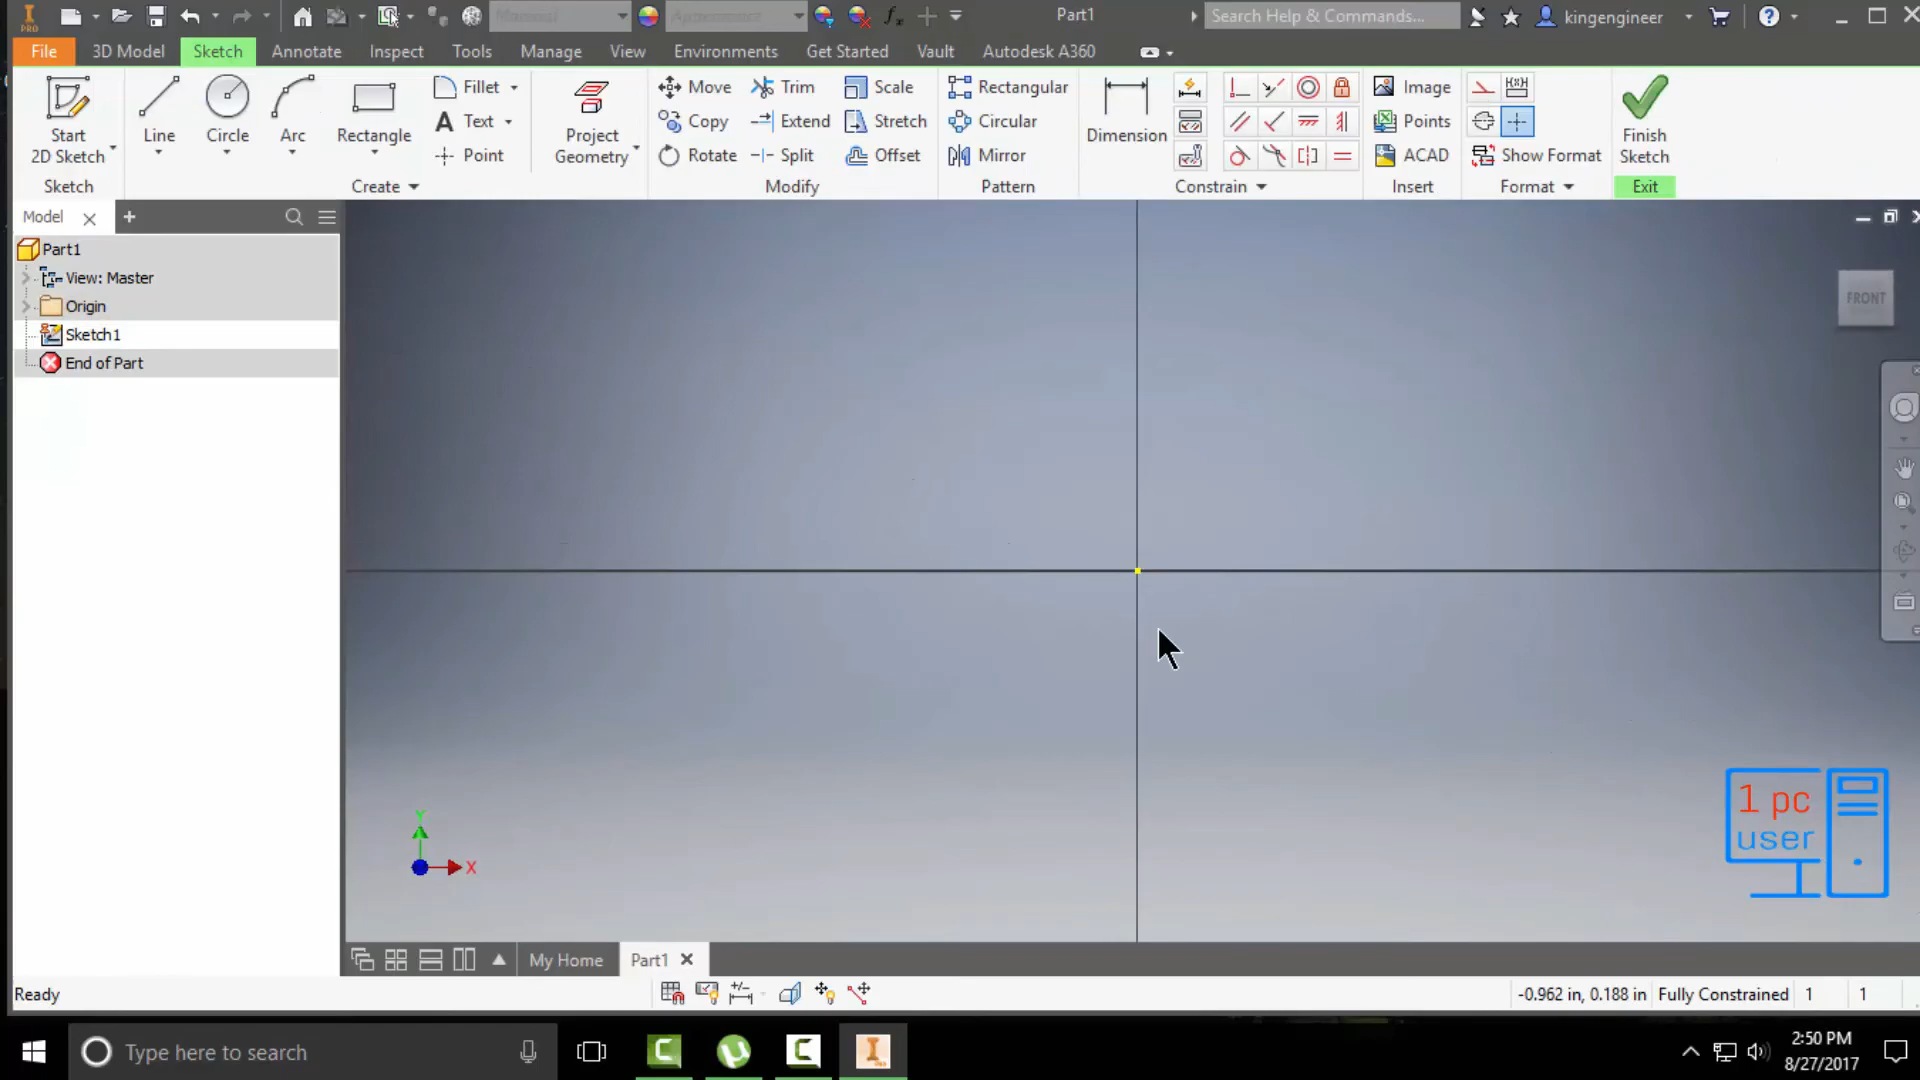 Part1
Search Help & Commands...
kingengineer
File 3D Model Sketch Annotate Inspect Tools Manage View Environments Get Started Vault Autodesk A360
Start
2D Sketch
Line
Circle
Arc
Rectangle
Fillet
Text
Point
Project
Geometry
Move
Copy
Rotate
Trim
Extend
Split
Scale
Stretch
Offset
Rectangular
Circular
Mirror
Dimension
Image
Points
ACAD
Show Format
Finish
Sketch
Sketch
Create
Modify
Pattern
Constrain
Insert
Format
Exit
Model
Part1
View: Master
Origin
Sketch1
End of Part
FRONT
Y
X
1 pc
user
My Home
Part1
Ready
-0.962 in, 0.188 in Fully Constrained 1 1
Type here to search
2:50 PM
8/27/2017